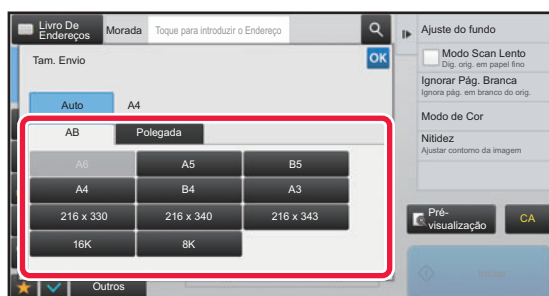 Livro De
Endereços
Morada
Toque para introduzir o Endereço
Tam. Envio
OK
Auto
A4
AB
Polegada
A6
A5
B5
A4
B4
A3
216 x 330
216 x 340
216 x 343
16K
8K
Outros
Ajuste do fundo
Modo Scan Lento
Dig. orig. em papel fino
Ignorar Pág. Branca
Ignora pág. em branco do orig.
Modo de Cor
Nitidez
Ajustar contorno da imagem
Pré-
visualização
CA
Iniciar